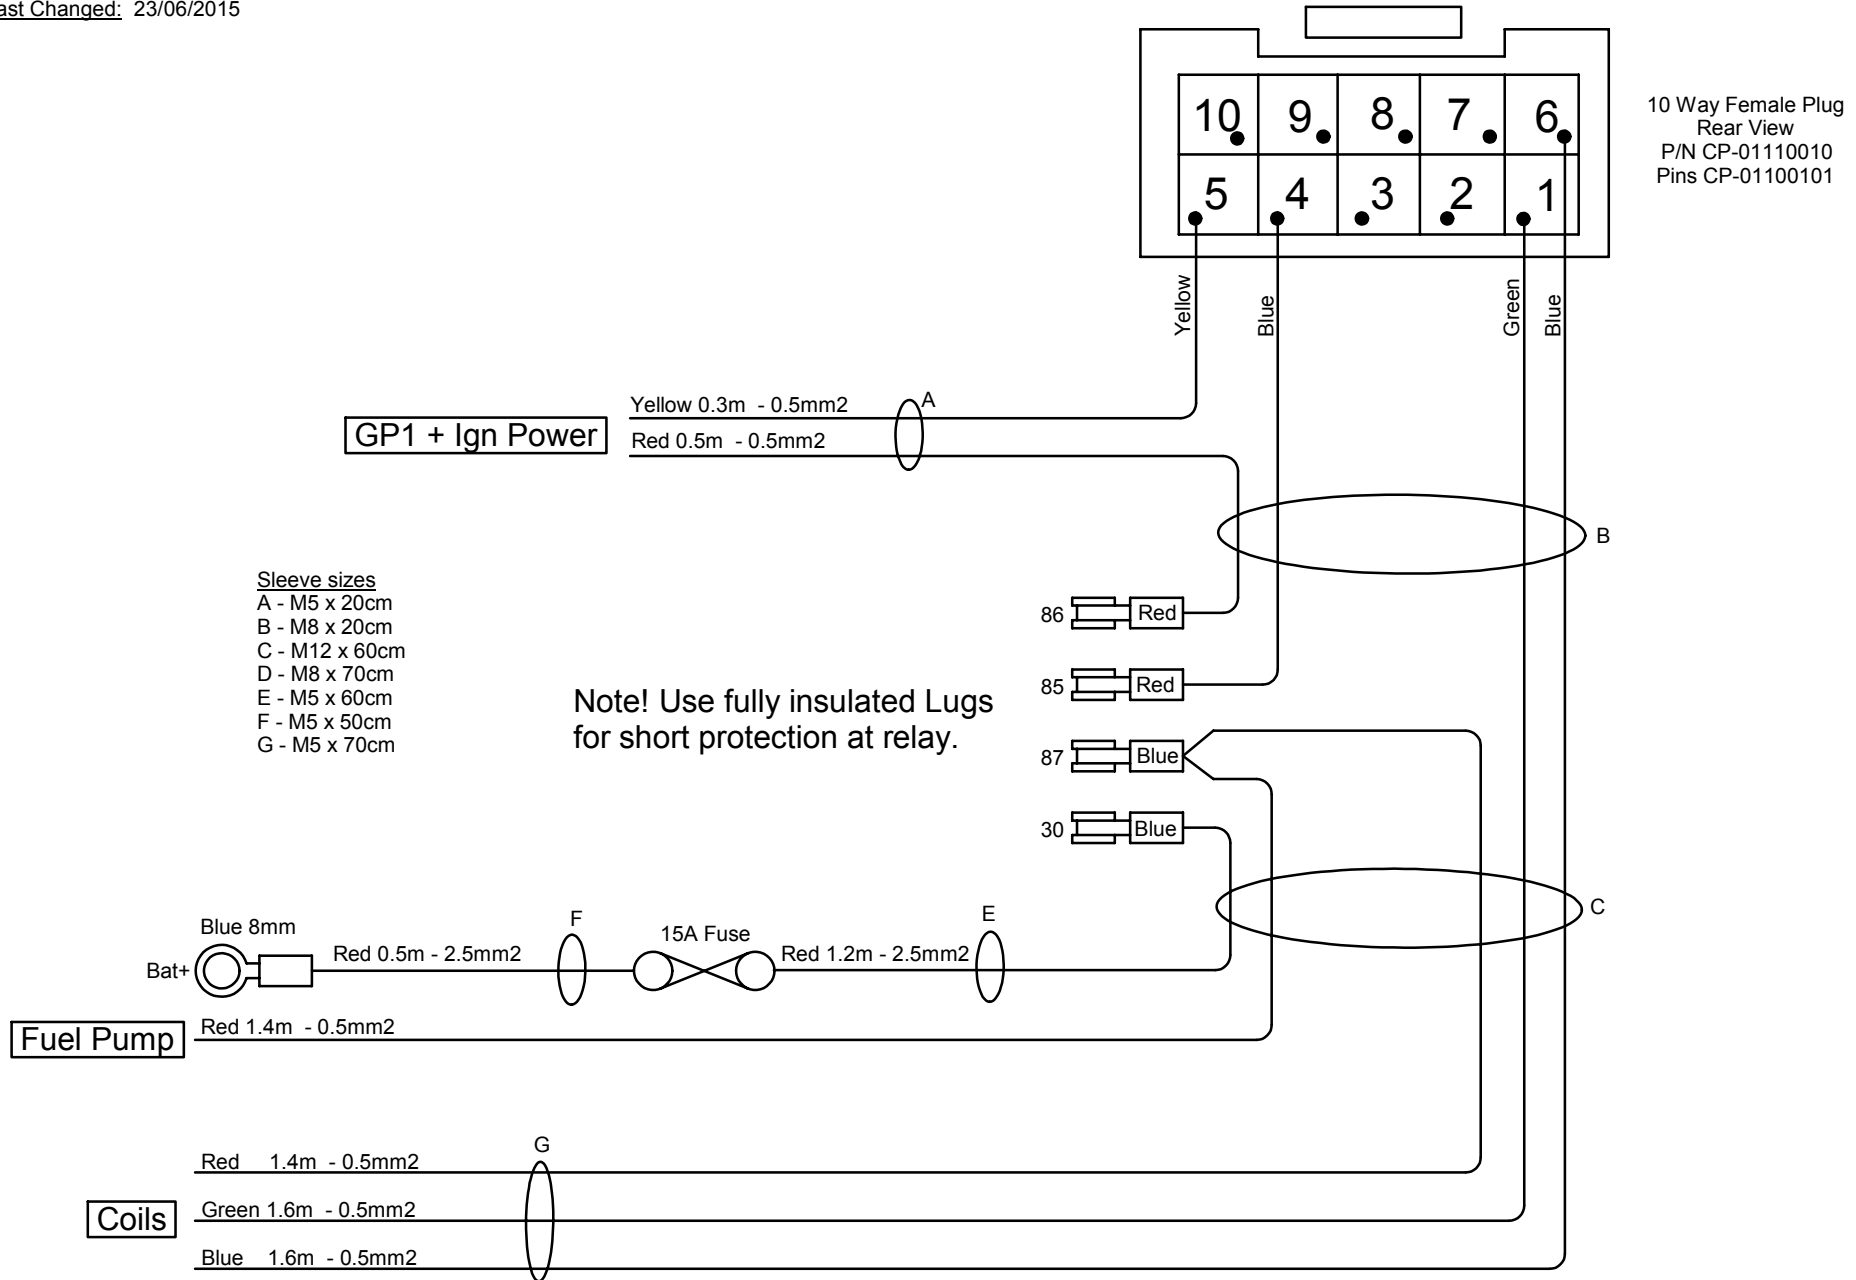 Changed: 23/06/2015
10 9 8 7 6
5 4 3 2 1
10 Way Female Plug
Rear View
P/N CP-01110010
Pins CP-01100101
Yellow
Blue
Green
Blue
GP1 + Ign Power
Yellow 0.3m - 0.5mm2
Red 0.5m - 0.5mm2
A
B
Sleeve sizes
A - M5 x 20cm
B - M8 x 20cm
C - M12 x 60cm
D - M8 x 70cm
E - M5 x 60cm
F - M5 x 50cm
G - M5 x 70cm
Note! Use fully insulated Lugs
for short protection at relay.
86 Red
85 Red
87 Blue
30 Blue
C
Blue 8mm
Bat+
Red 0.5m - 2.5mm2
F
15A Fuse
Red 1.2m - 2.5mm2
E
Fuel Pump
Red 1.4m - 0.5mm2
G
Coils
Red 1.4m - 0.5mm2
Green 1.6m - 0.5mm2
Blue 1.6m - 0.5mm2